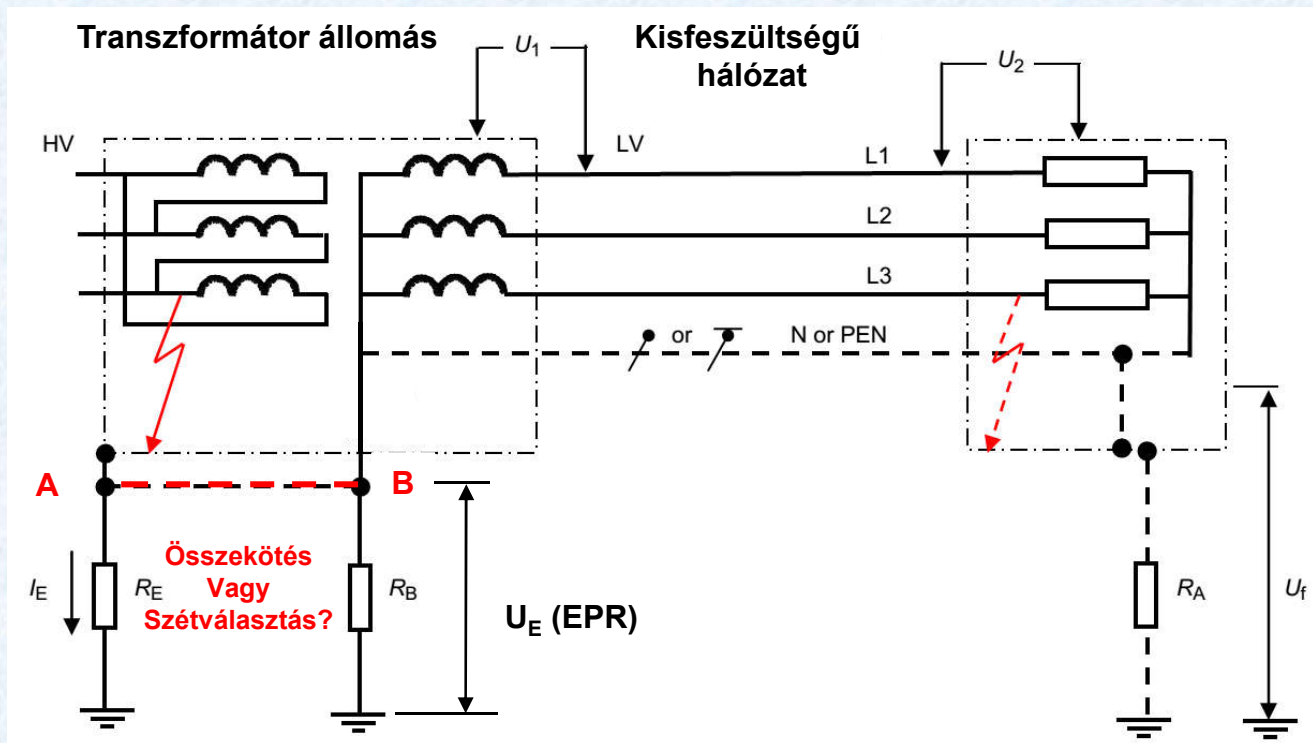 Transzformátor állomás
U1
Kisfeszültségű
hálózat
U2
HV
LV
L1
L2
L3
or
N or PEN
A
B
Összekötés
Vagy
Szétválasztás?
IE
RE
RB
UE (EPR)
RA
Uf